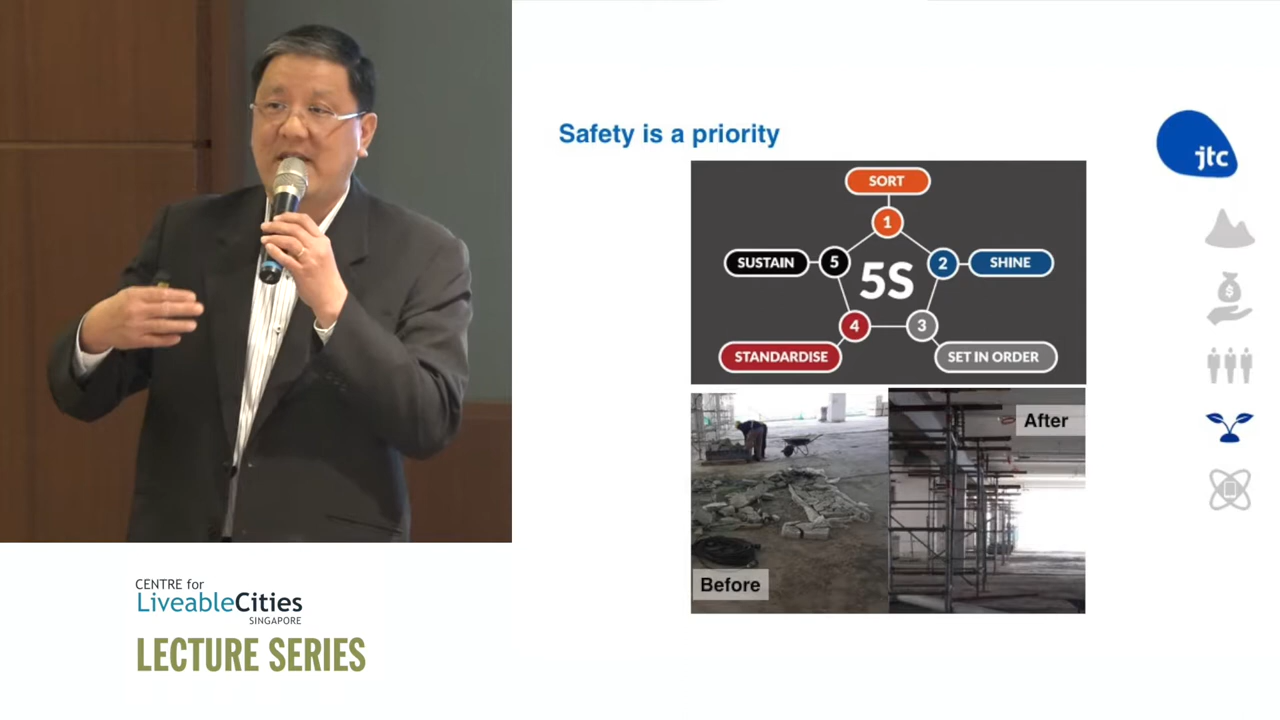 Safety is a priority
jtc
SORT
1
SUSTAIN
5
5S
2
SHINE
4
3
STANDARDISE
SET IN ORDER
After
Before
CENTRE for
LiveableCities
SINGAPORE
LECTURE SERIES
$